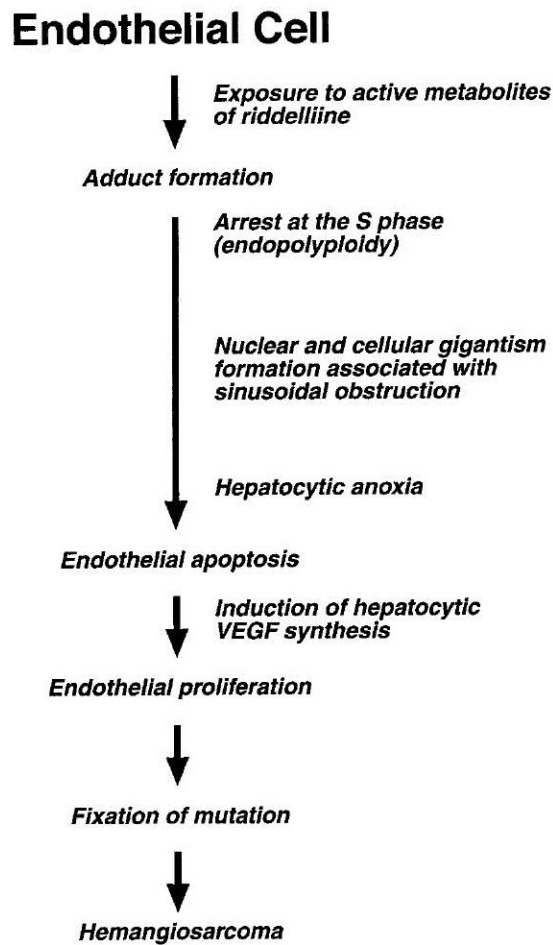 Endothelial Cell
Exposure to active metabolites
of riddelliine
Adduct formation
Arrest at the S phase
(endopolyploidy)
Nuclear and cellular gigantism
formation associated with
sinusoidal obstruction
Hepatocytic anoxia
Endothelial apoptosis
Induction of hepatocytic
VEGF synthesis
Endothelial proliferation
Fixation of mutation
Hemangiosarcoma